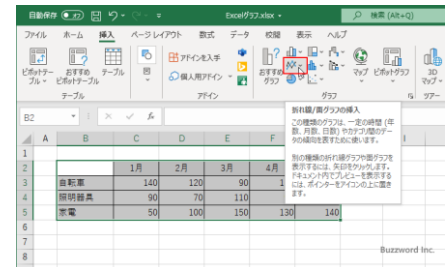 自動保存 オフ Excelグラフ.xlsx 検索 (Alt+Q)
ファイル ホーム 挿入 ページ レイアウト 数式 データ 校閲 表示 ヘルプ
ピボットテーブル おすすめピボットテーブル テーブル 図 アドインを入手 個人用アドイン おすすめグラフ マップ ピボットグラフ 3Dマップ
テーブル アドイン グラフ ツアー
B2 fx
折れ線/面グラフの挿入
この種類のグラフは、一定の時間 (年
数、月数、日数) やカテゴリ間のデー
タの傾向を表すために使います。
別の種類の折れ線グラフや面グラフを
表示するには、矢印をクリックします。
ドキュメント内でプレビューを表示する
には、ポインターをアイコンの上に置き
ます。
A B C D E F
1
2 1月 2月 3月 4月
3 自転車 140 120 90
4 照明器具 90 70 110
5 家電 50 100 150 130 140
6
7
8
Buzzword Inc.